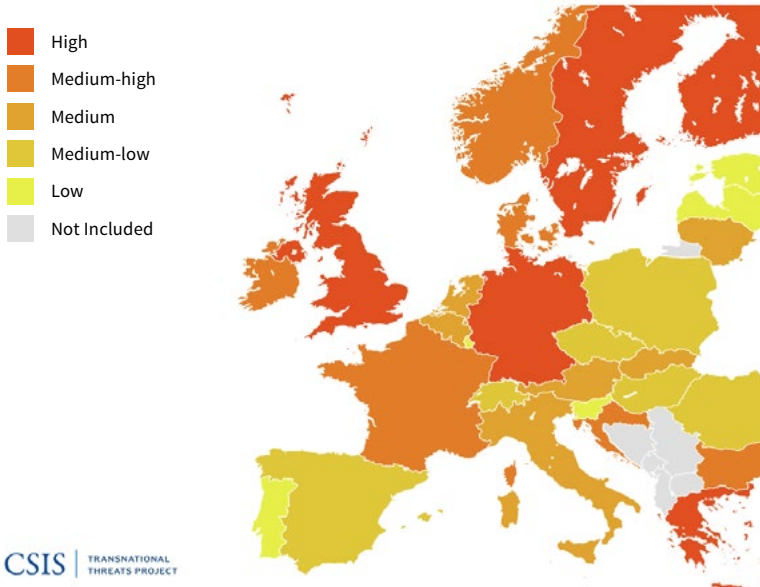 High
Medium-high
Medium
Medium-low
Low
Not Included
CSIS
TRANSNATIONAL
THREATS PROJECT